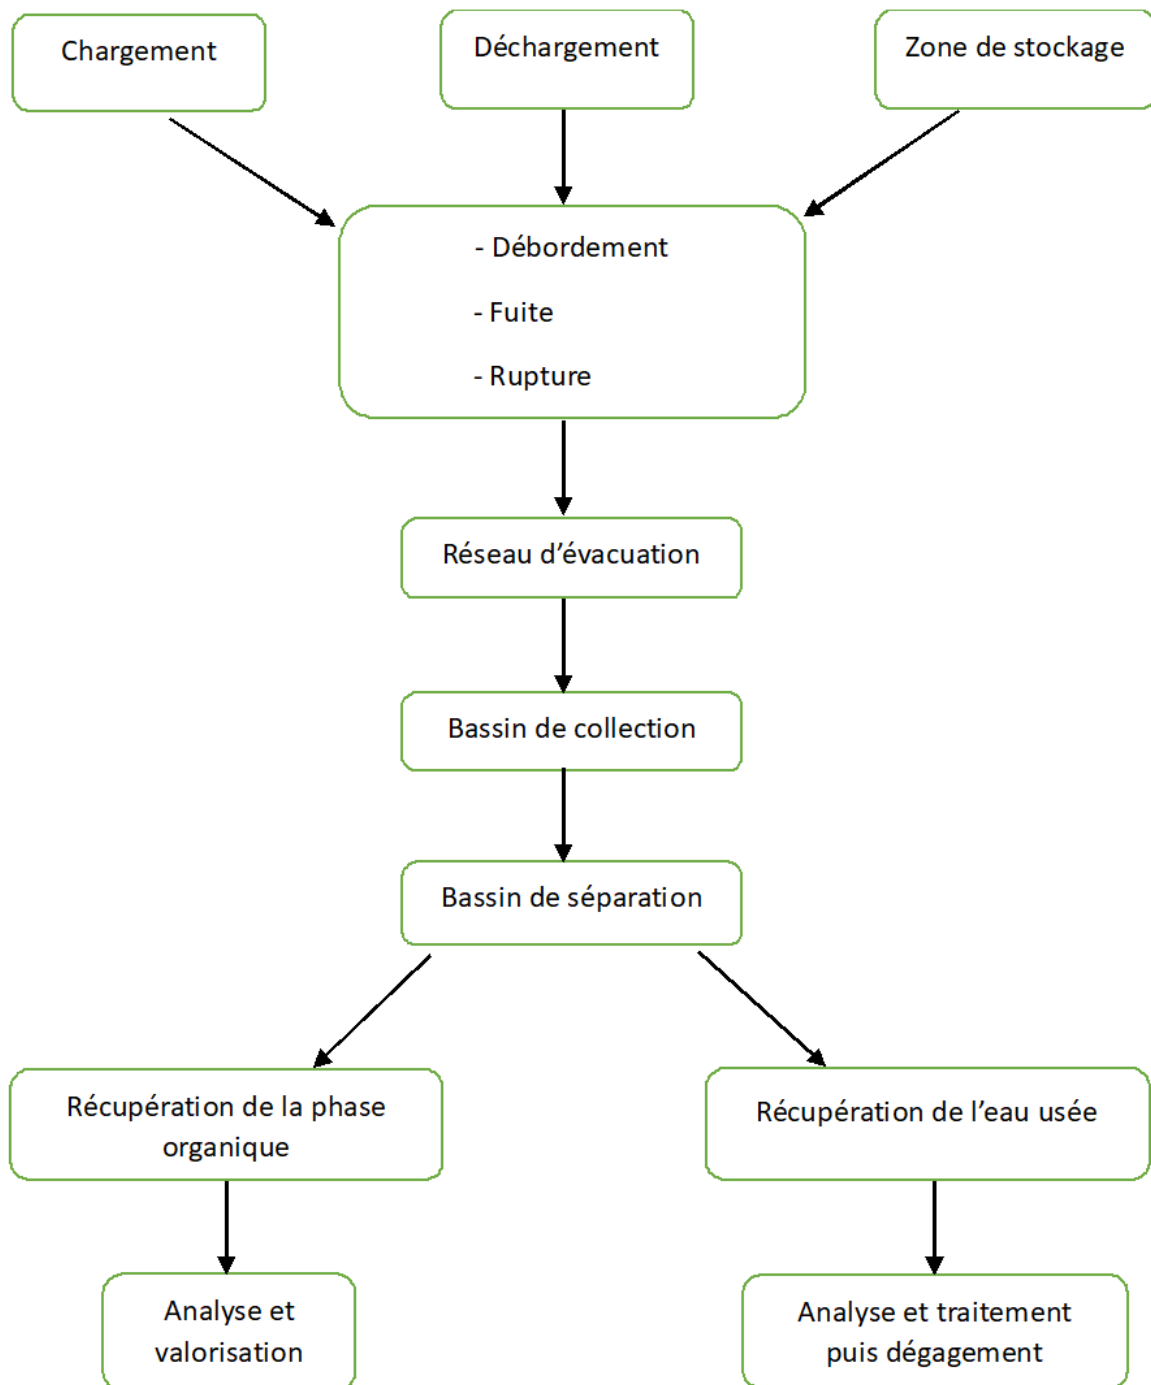 Chargement
Déchargement
Zone de stockage
- Débordement
- Fuite
- Rupture
Réseau d’évacuation
Bassin de collection
Bassin de séparation
Récupération de la phase
organique
Récupération de l’eau usée
Analyse et
valorisation
Analyse et traitement
puis dégagement